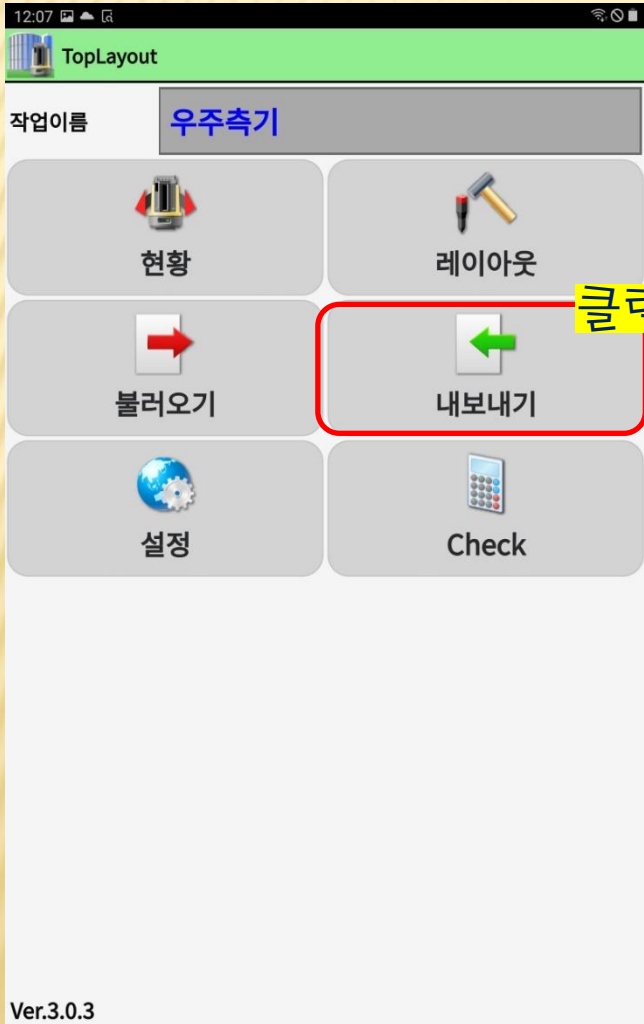 12:07
TopLayout
작업이름 우주측기
현황 레이아웃
불러오기 내보내기
설정 Check
Ver.3.0.3